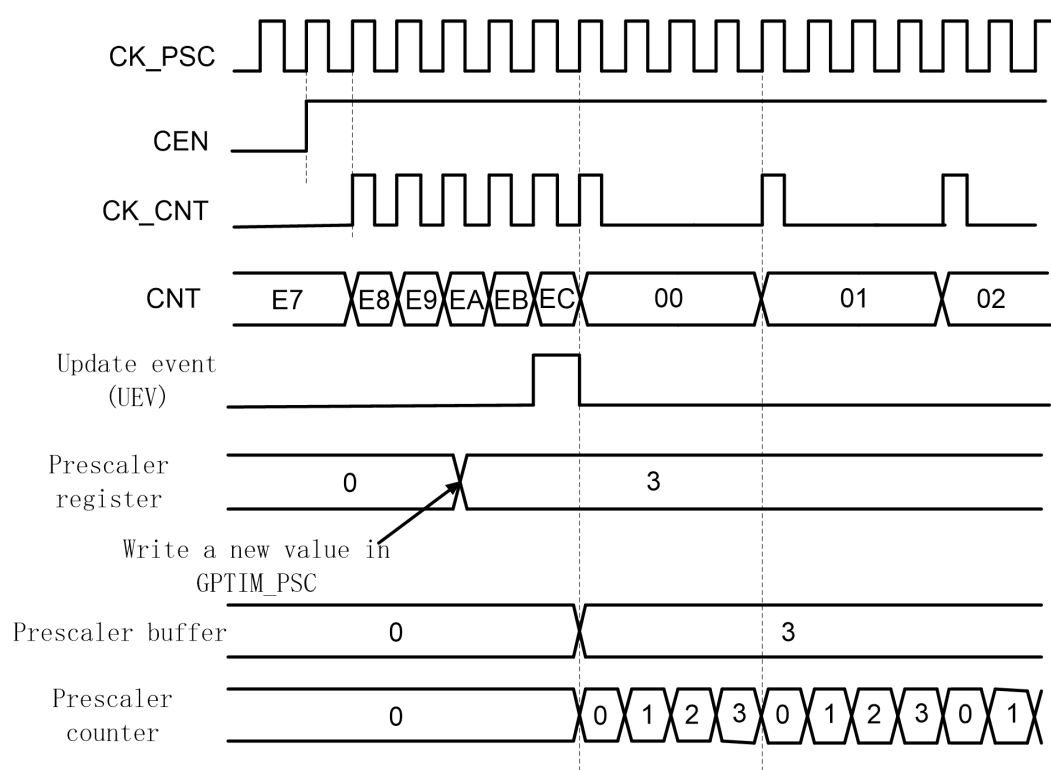 CK_PSC
CEN
CK_CNT
CNT
E7 E8 E9 EA EB EC 00 01 02
Update event
(UEV)
Prescaler
register
0 3
Write a new value in
GPTIM_PSC
Prescaler buffer
0 3
Prescaler
counter
0 0 1 2 3 0 1 2 3 0 1